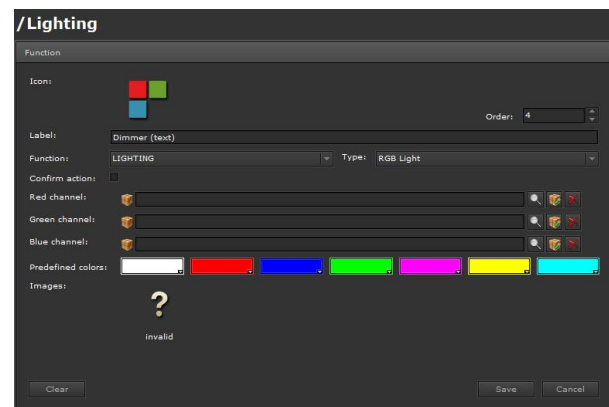 /Lighting
Function
Icon:
Order: 4
Label: Dimmer (text)
Function: LIGHTING Type: RGB Light
Confirm action:
Red channel:
Green channel:
Blue channel:
Predefined colors:
Images:
?
invalid
Clear Save Cancel